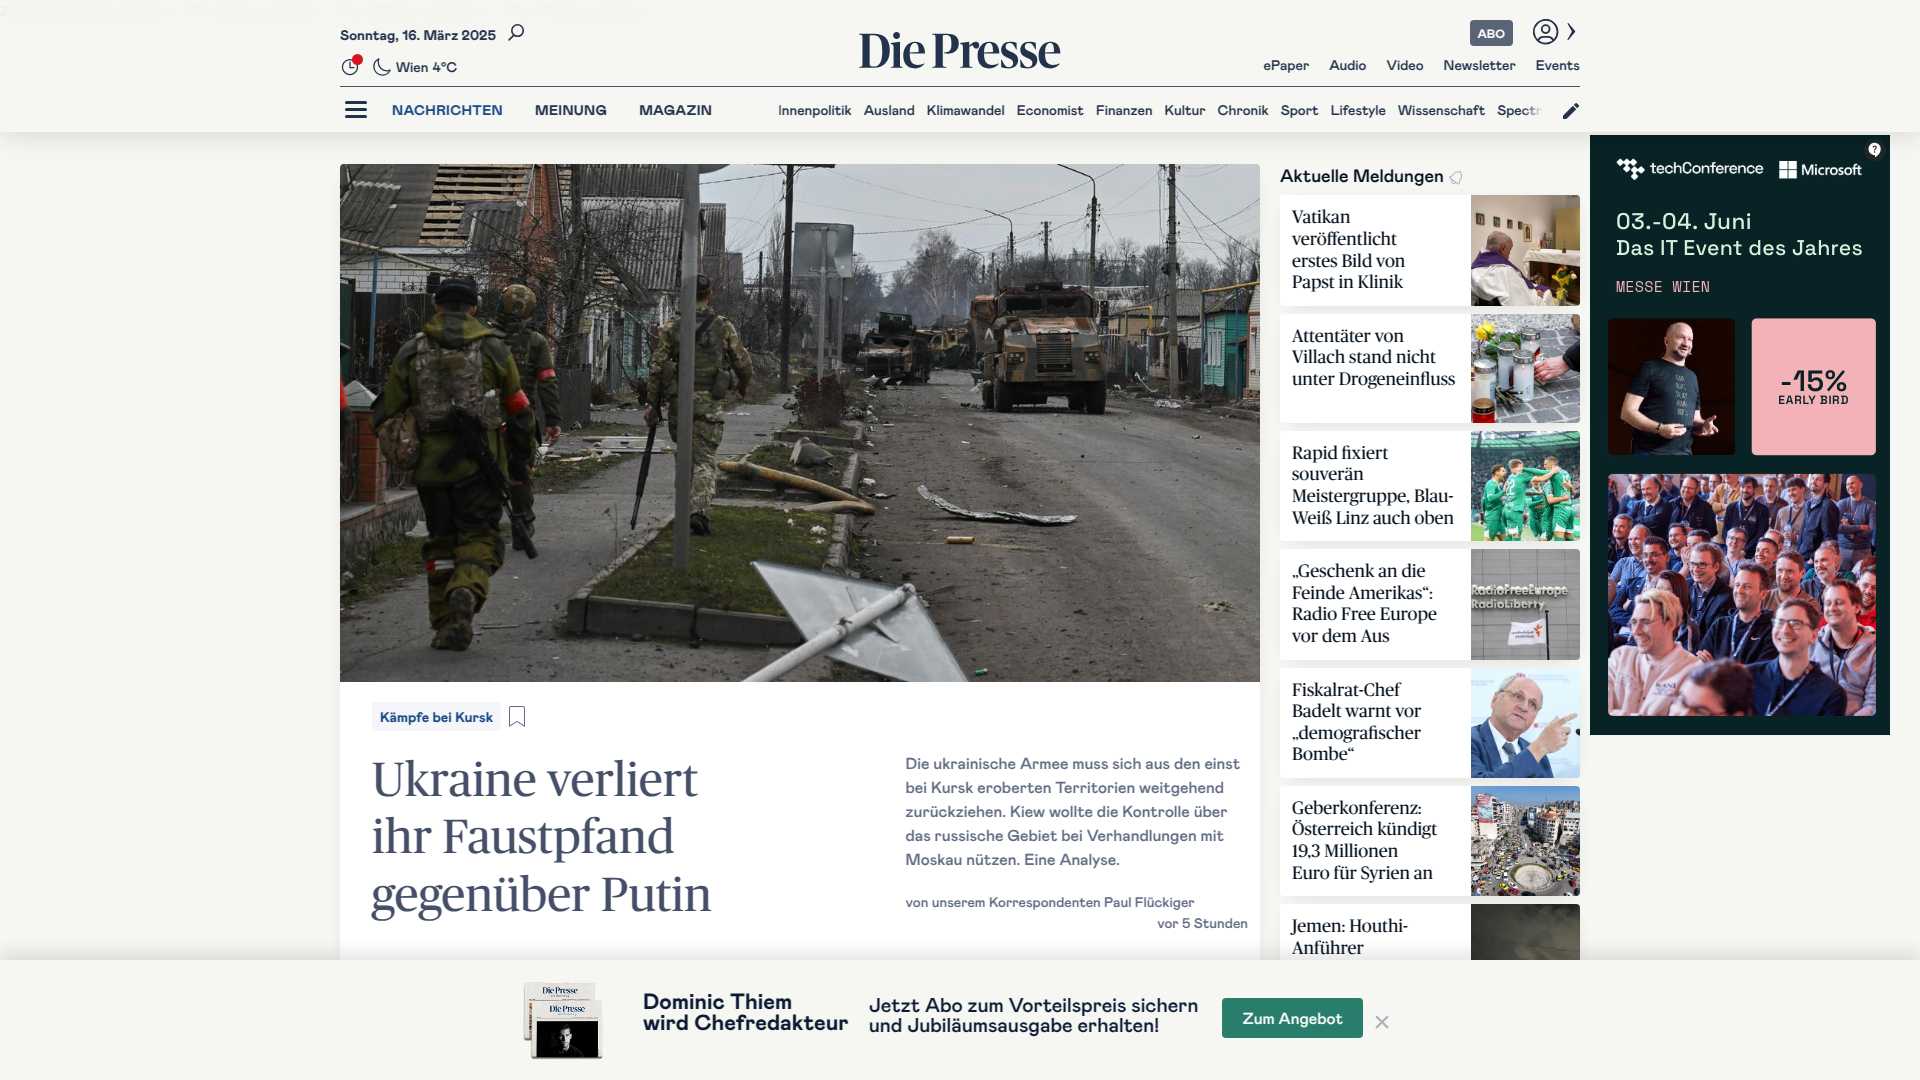 Sonntag, 16. März 2025
Wien 4°C
Die Presse
ABO
ePaper Audio Video Newsletter Events
NACHRICHTEN MEINUNG MAGAZIN
Innenpolitik Ausland Klimawandel Economist Finanzen Kultur Chronik Sport Lifestyle Wissenschaft Spectr
Kämpfe bei Kursk
Ukraine verliert
ihr Faustpfand
gegenüber Putin
Die ukrainische Armee muss sich aus den einst
bei Kursk eroberten Territorien weitgehend
zurückziehen. Kiew wollte die Kontrolle über
das russische Gebiet bei Verhandlungen mit
Moskau nützen. Eine Analyse.
von unserem Korrespondenten Paul Flückiger
vor 5 Stunden
Aktuelle Meldungen
Vatikan
veröffentlicht
erstes Bild von
Papst in Klinik
Attentäter von
Villach stand nicht
unter Drogeneinfluss
Rapid fixiert
souverän
Meistergruppe, Blau-
Weiß Linz auch oben
„Geschenk an die
Feinde Amerikas“:
Radio Free Europe
vor dem Aus
RadioFreeEurope
RadioLiberty
Fiskalrat-Chef
Badelt warnt vor
„demografischer
Bombe“
Geberkonferenz:
Österreich kündigt
19,3 Millionen
Euro für Syrien an
Jemen: Houthi-
Anführer
techConference Microsoft
03.-04. Juni
Das IT Event des Jahres
MESSE WIEN
-15%
EARLY BIRD
Die Presse
Die Presse
Dominic Thiem
wird Chefredakteur
Jetzt Abo zum Vorteilspreis sichern
und Jubiläumsausgabe erhalten!
Zum Angebot